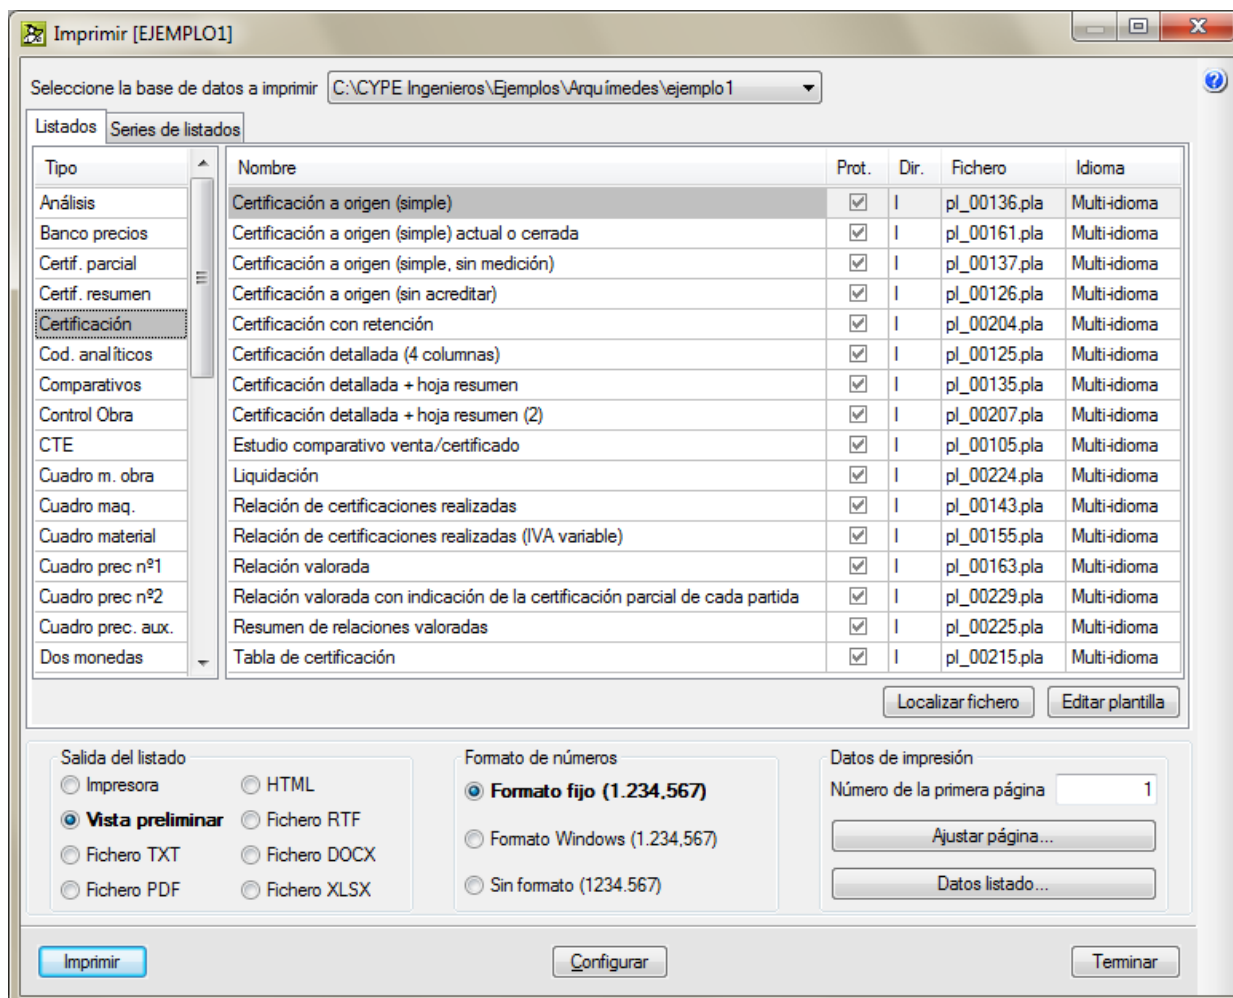 Imprimir [EJEMPLO1]
Seleccione la base de datos a imprimir C:\CYPE Ingenieros\Ejemplos\Arquímedes\ejemplo1
Listados Series de listados
Tipo Nombre Prot. Dir. Fichero Idioma
Análisis Certificación a origen (simple) I pl_00136.pla Multi-idioma
Banco precios Certificación a origen (simple) actual o cerrada I pl_00161.pla Multi-idioma
Certif. parcial Certificación a origen (simple, sin medición) I pl_00137.pla Multi-idioma
Certif. resumen Certificación a origen (sin acreditar) I pl_00126.pla Multi-idioma
Certificación Certificación con retención I pl_00204.pla Multi-idioma
Cod. analíticos Certificación detallada (4 columnas) I pl_00125.pla Multi-idioma
Comparativos Certificación detallada + hoja resumen I pl_00135.pla Multi-idioma
Control Obra Certificación detallada + hoja resumen (2) I pl_00207.pla Multi-idioma
CTE Estudio comparativo venta/certificado I pl_00105.pla Multi-idioma
Cuadro m. obra Liquidación I pl_00224.pla Multi-idioma
Cuadro maq. Relación de certificaciones realizadas I pl_00143.pla Multi-idioma
Cuadro material Relación de certificaciones realizadas (IVA variable) I pl_00155.pla Multi-idioma
Cuadro prec nº1 Relación valorada I pl_00163.pla Multi-idioma
Cuadro prec nº2 Relación valorada con indicación de la certificación parcial de cada partida I pl_00229.pla Multi-idioma
Cuadro prec. aux. Resumen de relaciones valoradas I pl_00225.pla Multi-idioma
Dos monedas Tabla de certificación I pl_00215.pla Multi-idioma
Localizar fichero Editar plantilla
Salida del listado Formato de números Datos de impresión
Impresora HTML Formato fijo (1.234,567) Número de la primera página 1
Vista preliminar Fichero RTF Formato Windows (1.234,567) Ajustar página...
Fichero TXT Fichero DOCX
Fichero PDF Fichero XLSX Sin formato (1234.567) Datos listado...
Imprimir Configurar Terminar